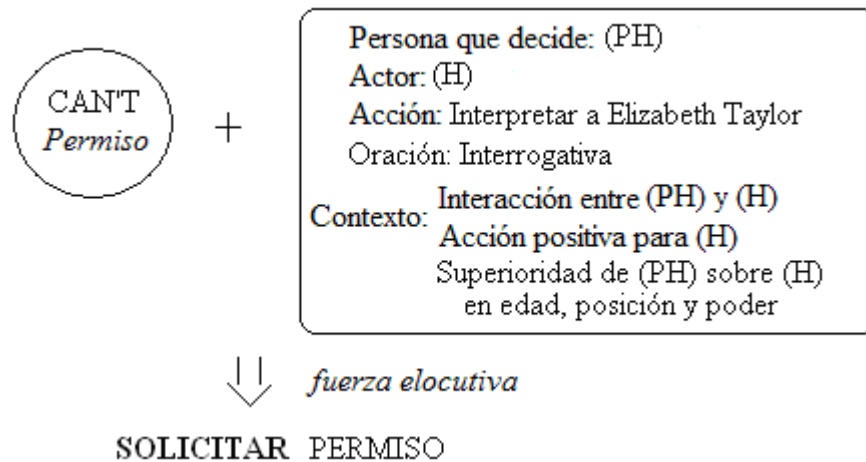 CAN'T
Permiso
+
Persona que decide: (PH)
Actor: (H)
Acción: Interpretar a Elizabeth Taylor
Oración: Interrogativa
Contexto: Interacción entre (PH) y (H)
Acción positiva para (H)
Superioridad de (PH) sobre (H)
en edad, posición y poder
fuerza elocutiva
SOLICITAR PERMISO